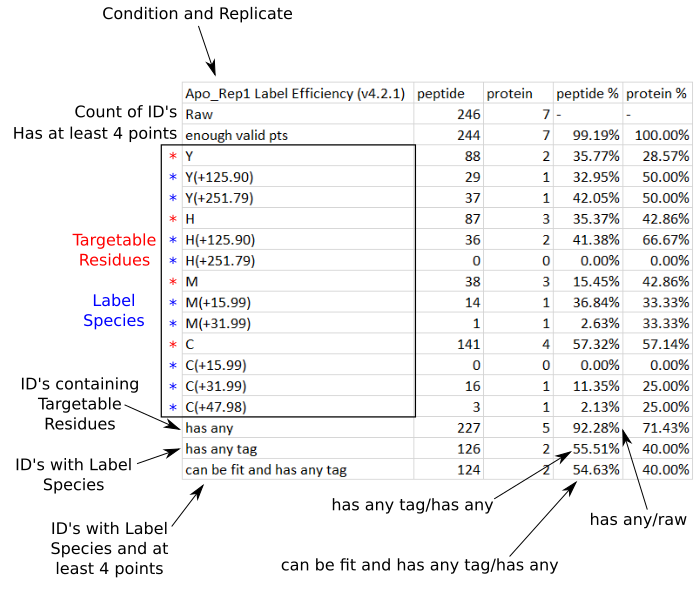 Condition and Replicate
Apo_Rep1 Label Efficiency (v4.2.1) peptide protein peptide % protein %
Count of ID's
Raw 246 7 - -
Has at least 4 points
enough valid pts 244 7 99.19% 100.00%
* Y 88 2 35.77% 28.57%
* Y(+125.90) 29 1 32.95% 50.00%
* Y(+251.79) 37 1 42.05% 50.00%
* H 87 3 35.37% 42.86%
Targetable
Residues
* H(+125.90) 36 2 41.38% 66.67%
* H(+251.79) 0 0 0.00% 0.00%
* M 38 3 15.45% 42.86%
Label
Species
* M(+15.99) 14 1 36.84% 33.33%
* M(+31.99) 1 1 2.63% 33.33%
* C 141 4 57.32% 57.14%
* C(+15.99) 0 0 0.00% 0.00%
* C(+31.99) 16 1 11.35% 25.00%
* C(+47.98) 3 1 2.13% 25.00%
ID's containing
Targetable
Residues
has any 227 5 92.28% 71.43%
has any tag 126 2 55.51% 40.00%
ID's with Label
Species
can be fit and has any tag 124 2 54.63% 40.00%
has any tag/has any
has any/raw
ID's with Label
Species and at
least 4 points
can be fit and has any tag/has any